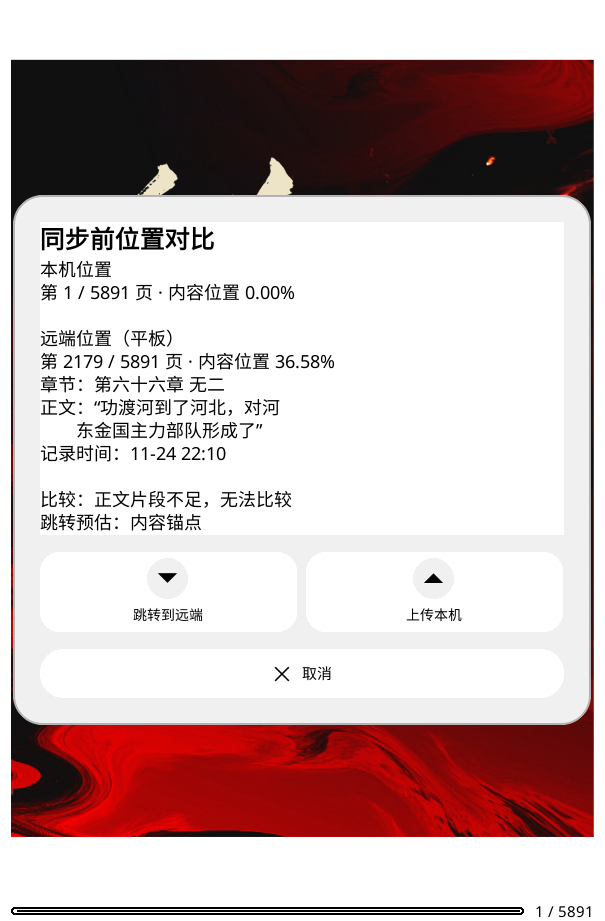 同步前位置对比
本机位置
第 1 / 5891 页 · 内容位置 0.00%
远端位置（平板）
第 2179 / 5891 页 · 内容位置 36.58%
章节：第六十六章 无二
正文：“功渡河到了河北，对河
东金国主力部队形成了”
记录时间：11-24 22:10
比较：正文片段不足，无法比较
跳转预估：内容锚点
跳转到远端
上传本机
取消
1 / 5891